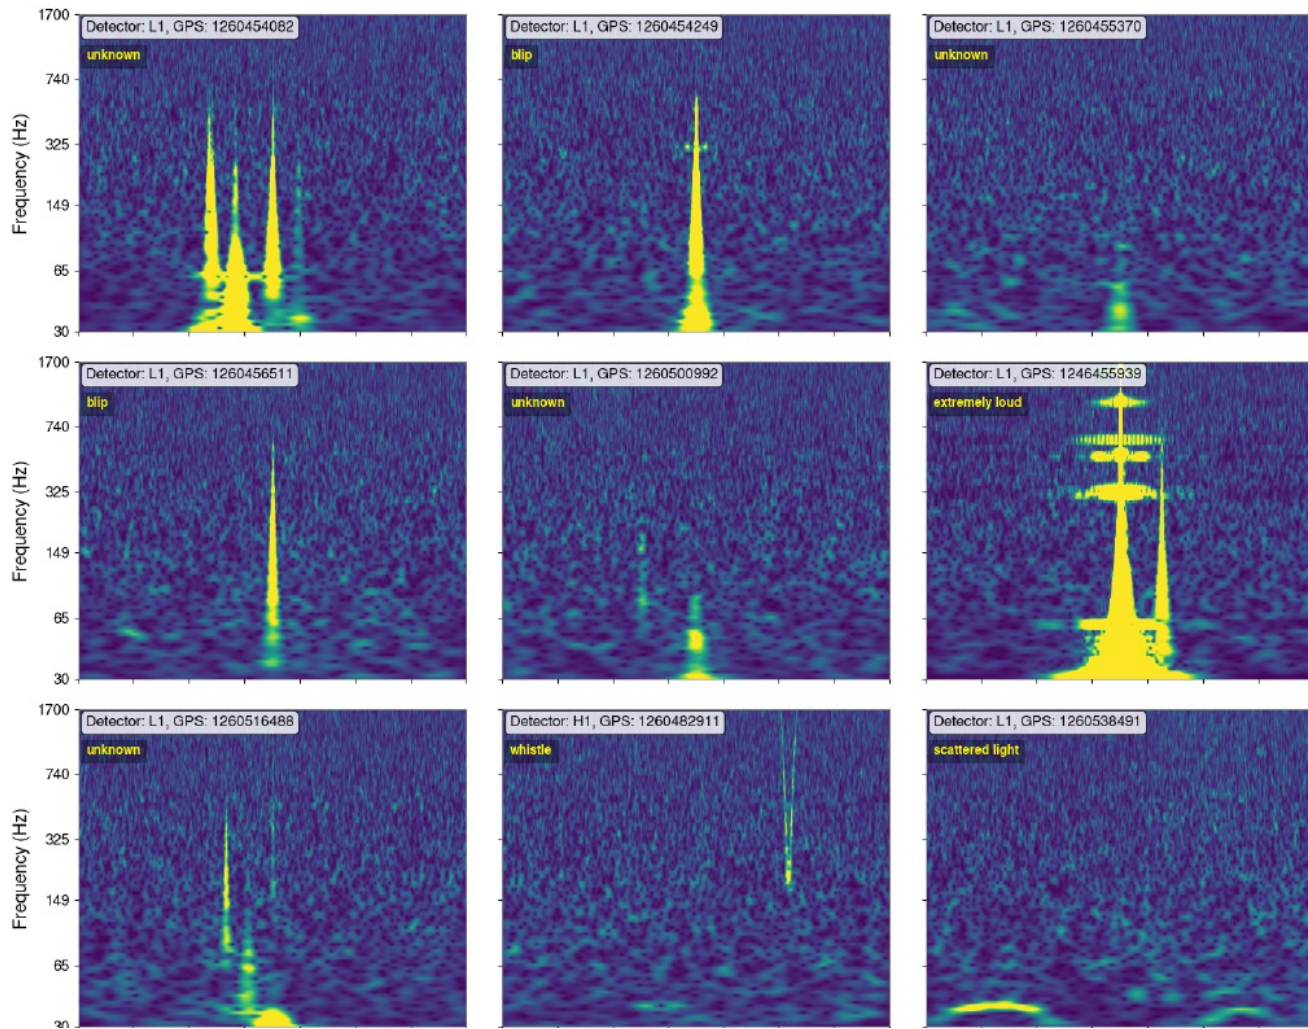 1700
Detector: L1, GPS: 1260454082
Detector: L1, GPS: 1260454249
Detector: L1, GPS: 1260455370
unknown
blip
unknown
740
325
149
65
30
Frequency (Hz)
1700
Detector: L1, GPS: 1260456511
Detector: L1, GPS: 1260500992
Detector: L1, GPS: 1246455939
blip
unknown
extremely loud
740
325
149
65
30
Frequency (Hz)
1700
Detector: L1, GPS: 1260516488
Detector: H1, GPS: 1260482911
Detector: L1, GPS: 1260538491
unknown
whistle
scattered light
740
325
149
65
30
Frequency (Hz)